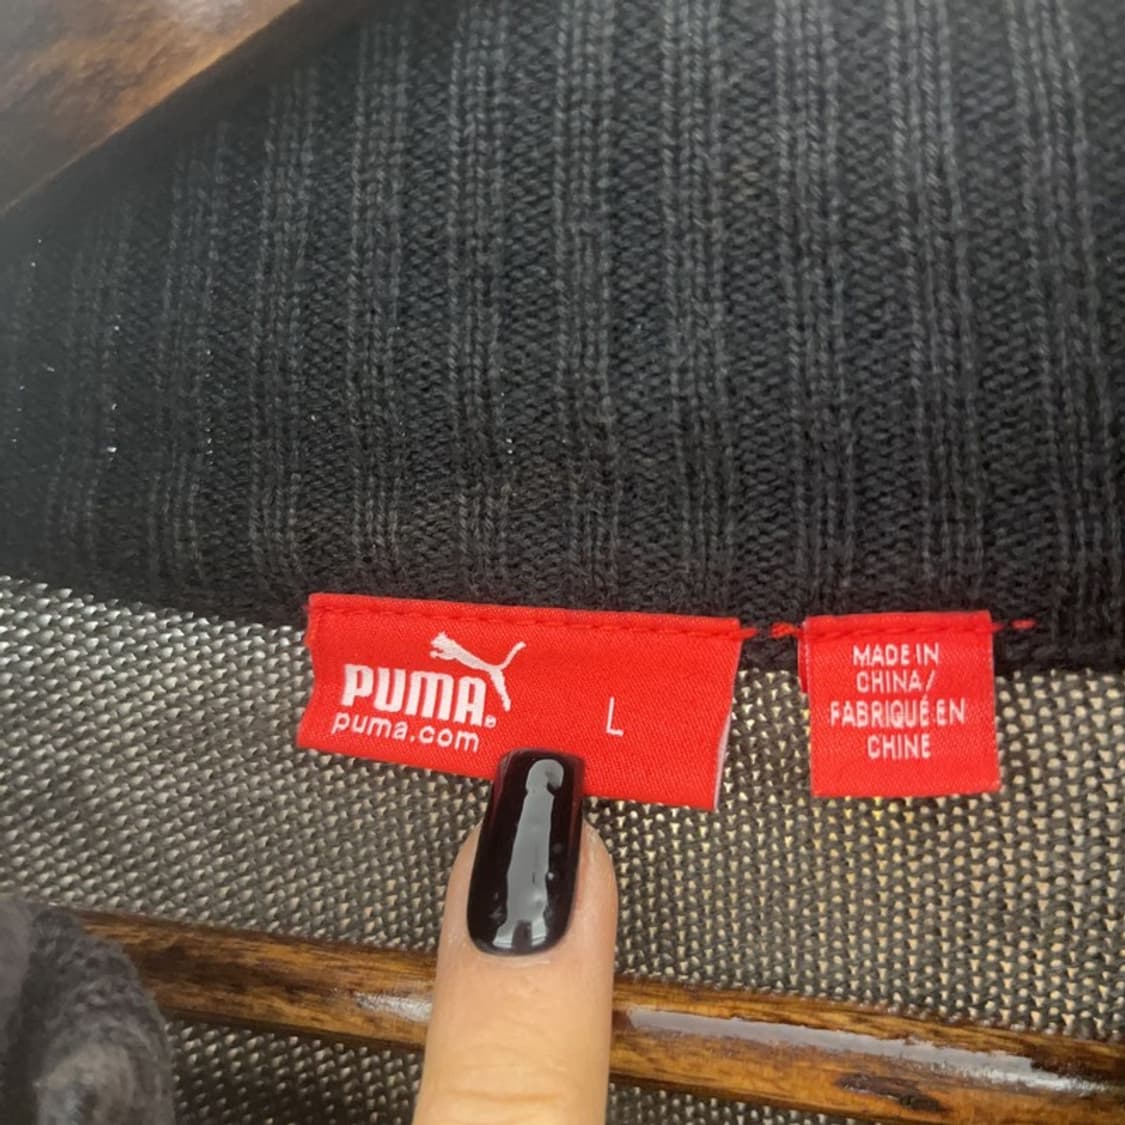 PUMA®
puma.com
L
MADE IN
CHINA/
FABRIQUÉ EN
CHINE